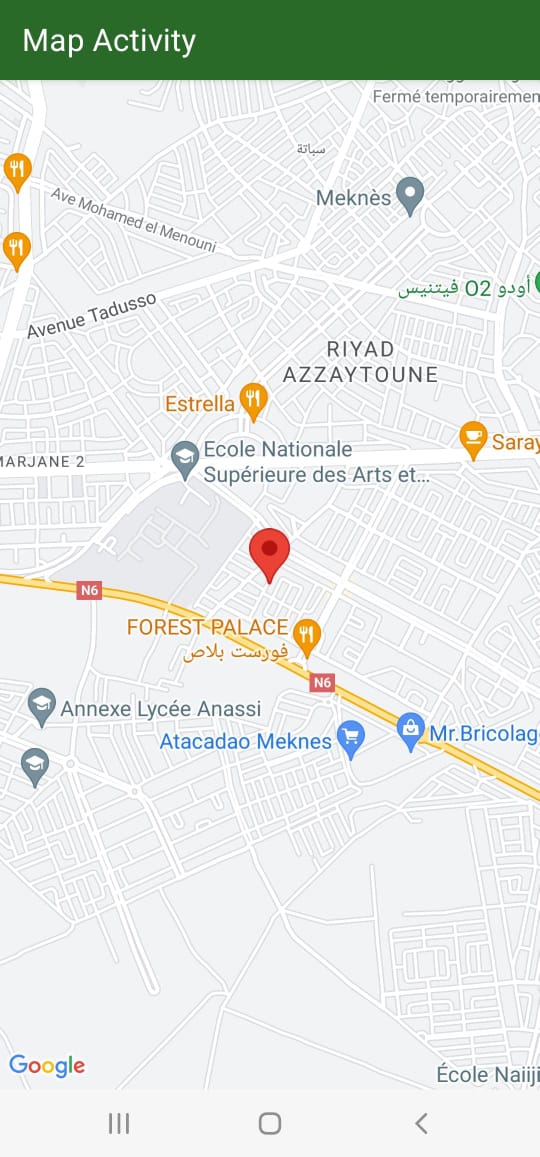 Map Activity
Fermé temporairemen
سباتة
Meknès
Ave Mohamed el Menouni
أودو O2 فيتنيس
Avenue Tadusso
RIYAD
AZZAYTOUNE
Estrella
Saray
Ecole Nationale
Supérieure des Arts et...
MARJANE 2
N6
FOREST PALACE
فورست بلاص
N6
Annexe Lycée Anassi
Atacadao Meknes
Mr.Bricolag
Google
École Naiiji